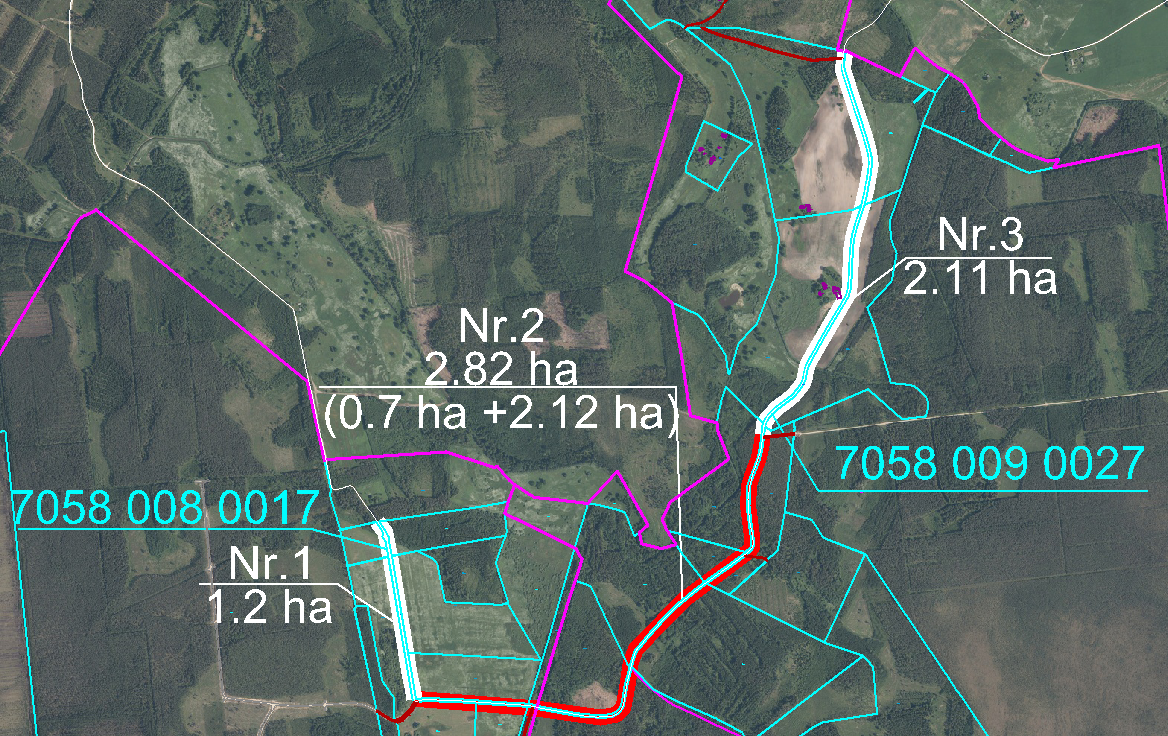 Nr.3
2.11 ha
Nr.2
2.82 ha
(0.7 ha +2.12 ha)
7058 009 0027
7058 008 0017
Nr.1
1.2 ha